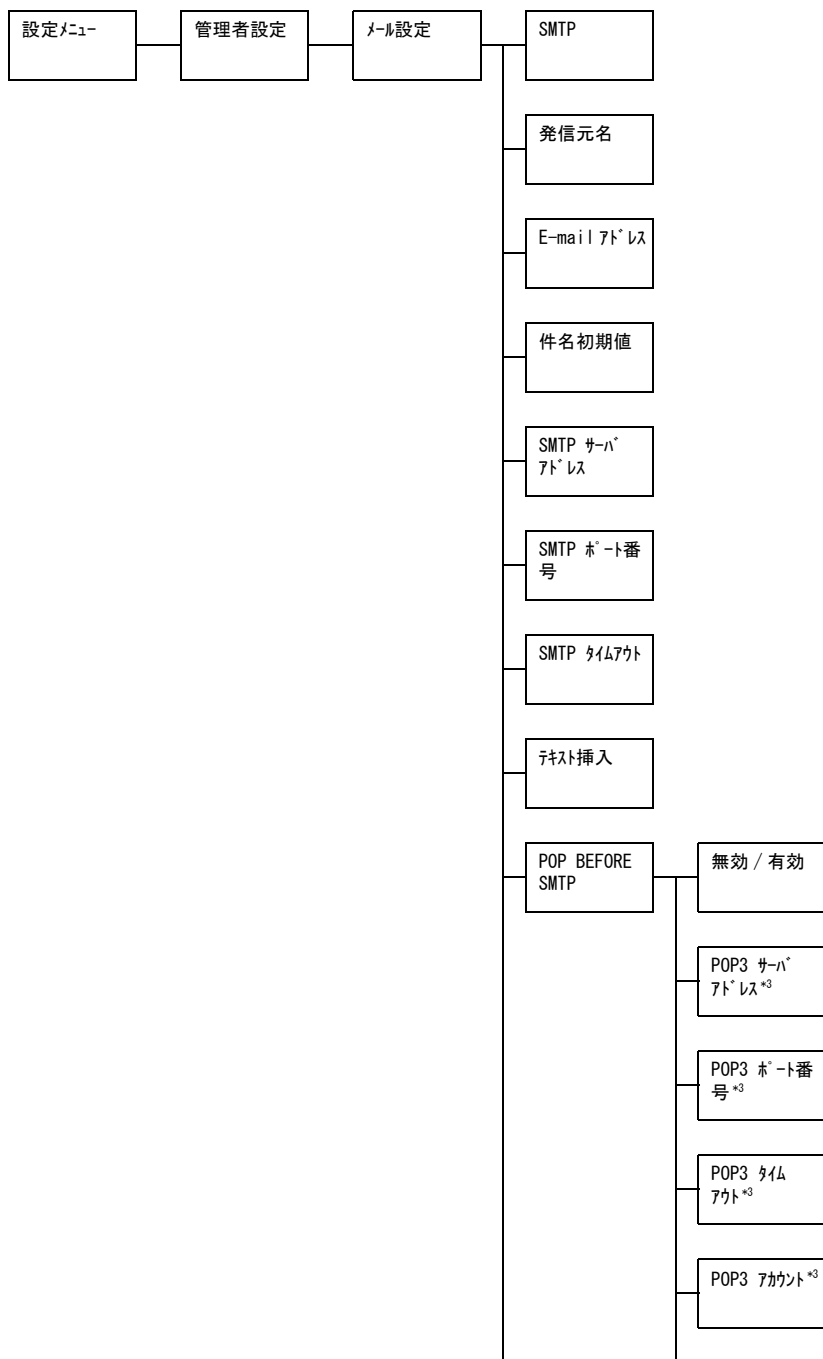 設定ﾒﾆｭｰ
管理者設定
ﾒｰﾙ設定
SMTP
発信元名
E-mail ｱﾄﾞﾚｽ
件名初期値
SMTP ｻｰﾊﾞ
ｱﾄﾞﾚｽ
SMTP ﾎﾟｰﾄ番
号
SMTP ﾀｲﾑｱｳﾄ
ﾃｷｽﾄ挿入
POP BEFORE
SMTP
無効 / 有効
POP3 ｻｰﾊﾞ
ｱﾄﾞﾚｽ*3
POP3 ﾎﾟｰﾄ番
号*3
POP3 ﾀｲﾑ
ｱｳﾄ*3
POP3 ｱｶｳﾝﾄ*3